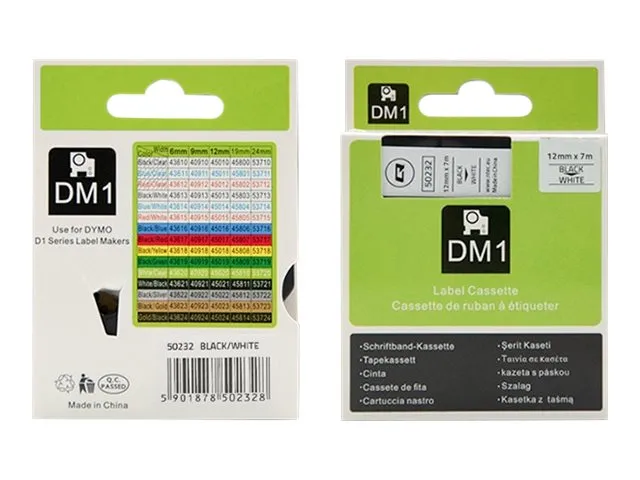 DM1
Use for DYMO
D1 Series Label Makers
Width
Color
6mm 9mm 12mm 19mm 24mm
Black/Clear 43610 40910 45010 45800 53710
Blue/Clear 43611 40911 45011 45801 53711
Red/Clear 43612 40912 45012 45802 53712
Black/White 43613 40913 45013 45803 53713
Blue/White 43614 40914 45014 45804 53714
Red/White 43615 40915 45015 45805 53715
Black/Blue 43616 40916 45016 45806 53716
Black/Red 43617 40917 45017 45807 53717
Black/Yellow 43618 40918 45018 45808 53718
Black/Green 43619 40919 45019 45809 53719
43620 40920 45020 45810 53720
White/Black 43621 40921 45021 45811 53721
Black/Silver 43622 40922 45022 45812 53722
Black/Gold 43623 40923 45023 45813 53723
Gold/Black 43624 40924 45024 45814 53724
50232 BLACK/WHITE
5 901878 502328
Q.C.
PASSED
Made in China
DM1
50232
12mm x 7m
BLACK
WHITE
www.ntec.eu
Made in China
12mm x 7m
BLACK
WHITE
DM1
Label Cassette
Cassette de ruban à étiqueter
•Schriftband-Kassette
•Tapekassett
•Cinta
•Cassete de fita
•Cartuccia nastro
•Şerit Kaseti
•Ταινία σε κασέτα
•kazeta s páskou
•Szalag
•Kasetka z taśmą